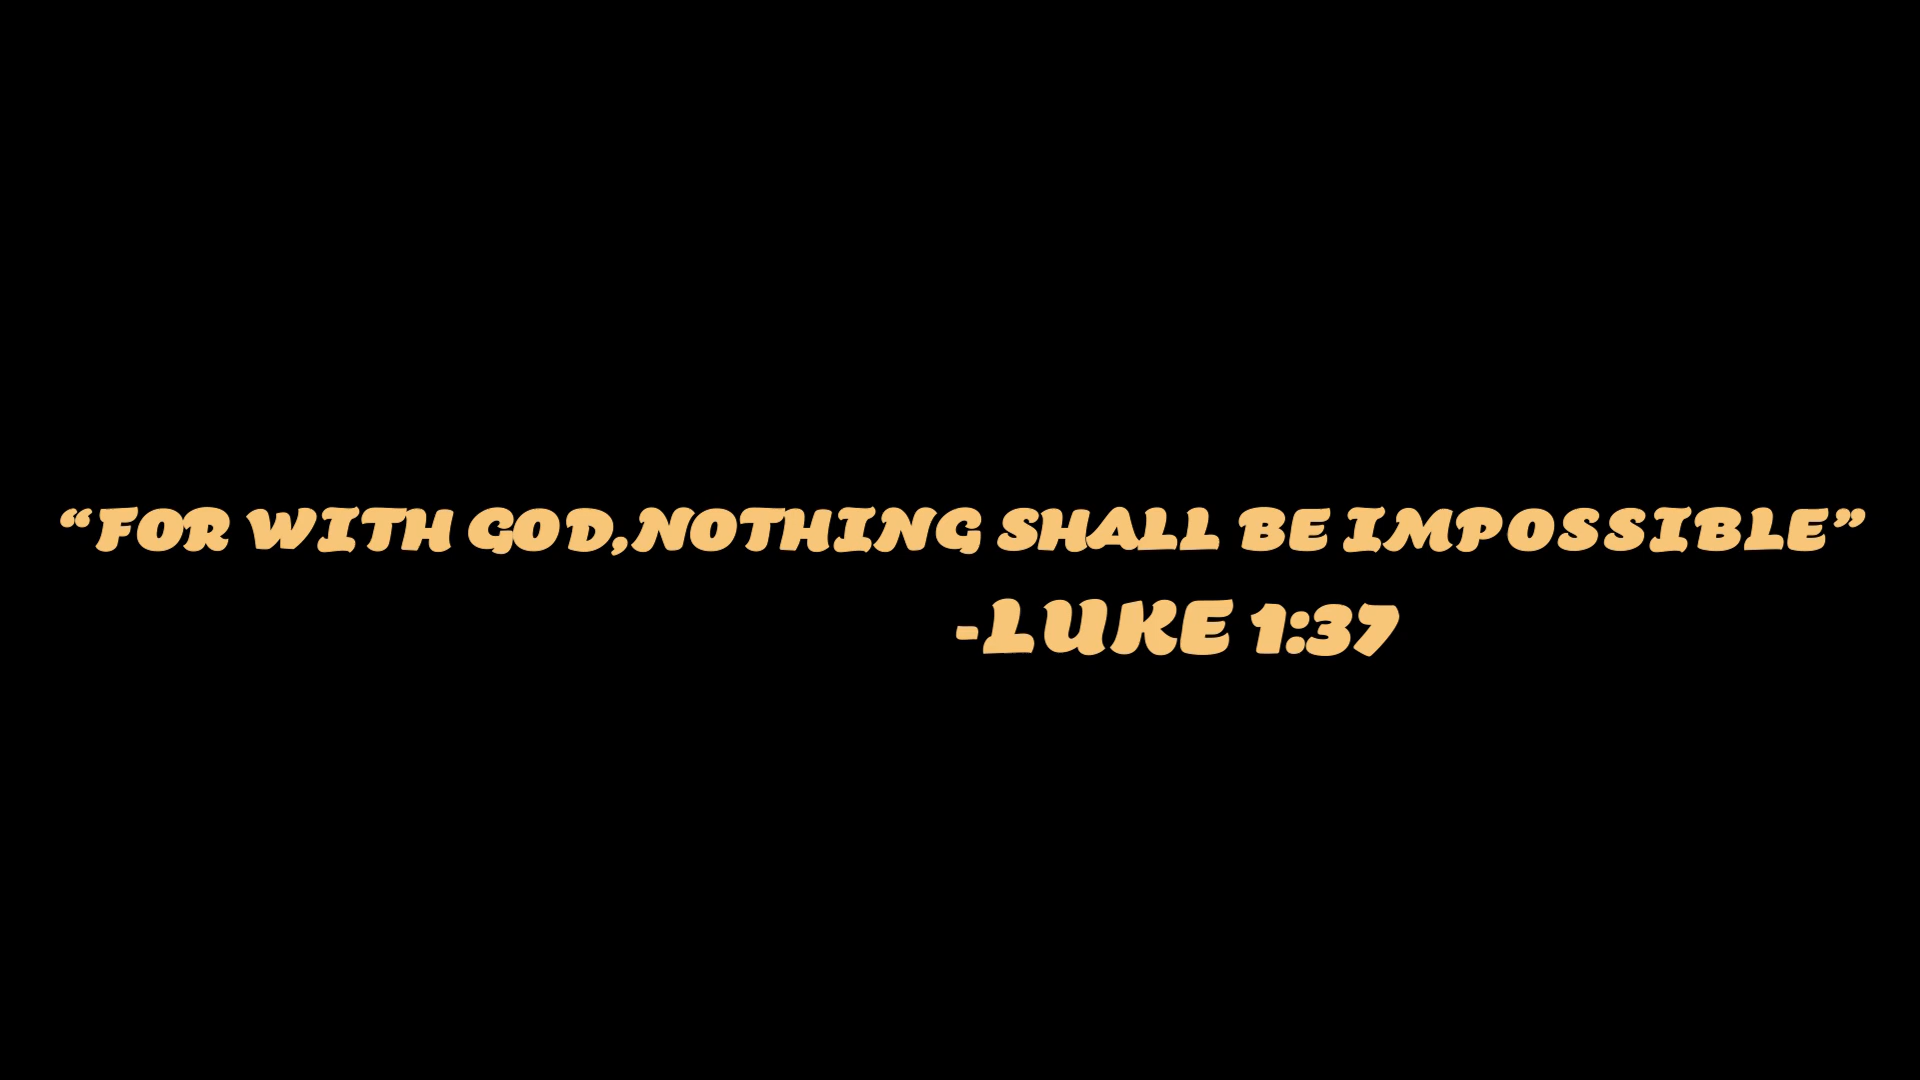 “FOR WITH GOD,NOTHING SHALL BE IMPOSSIBLE”
-LUKE 1:37